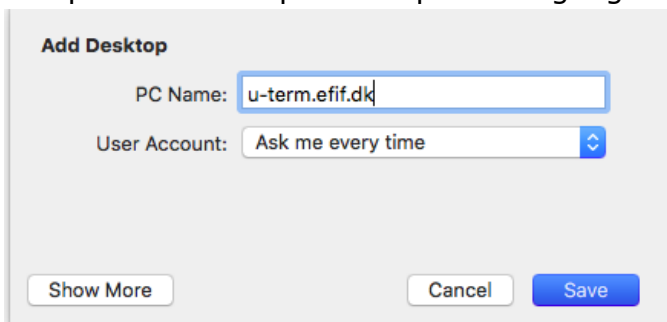 Add Desktop
PC Name: u-term.efif.dk
User Account: Ask me every time
Show More Cancel Save